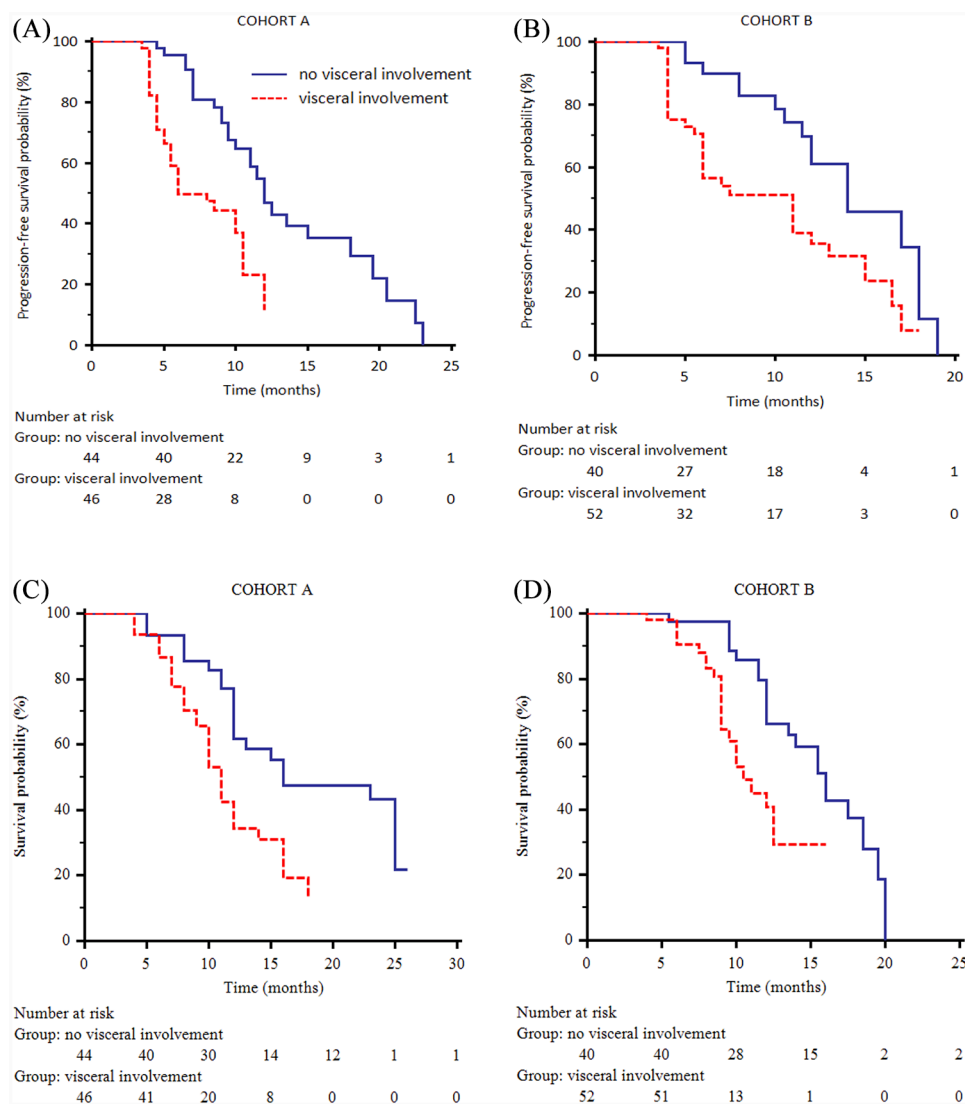 (A)
COHORT A
Progression-free survival probability (%)
100
80
60
40
20
0
no visceral involvement
visceral involvement
0 5 10 15 20 25
Time (months)
Number at risk
Group: no visceral involvement
44 40 22 9 3 1
Group: visceral involvement
46 28 8 0 0 0
(B)
COHORT B
Progression-free survival probability (%)
100
80
60
40
20
0
0 5 10 15 20
Time (months)
Number at risk
Group: no visceral involvement
40 27 18 4 1
Group: visceral involvement
52 32 17 3 0
(C)
COHORT A
Survival probability (%)
100
80
60
40
20
0
0 5 10 15 20 25 30
Time (months)
Number at risk
Group: no visceral involvement
44 40 30 14 12 1 1
Group: visceral involvement
46 41 20 8 0 0 0
(D)
COHORT B
Survival probability (%)
100
80
60
40
20
0
0 5 10 15 20 25
Time (months)
Number at risk
Group: no visceral involvement
40 40 28 15 2 2
Group: visceral involvement
52 51 13 1 0 0